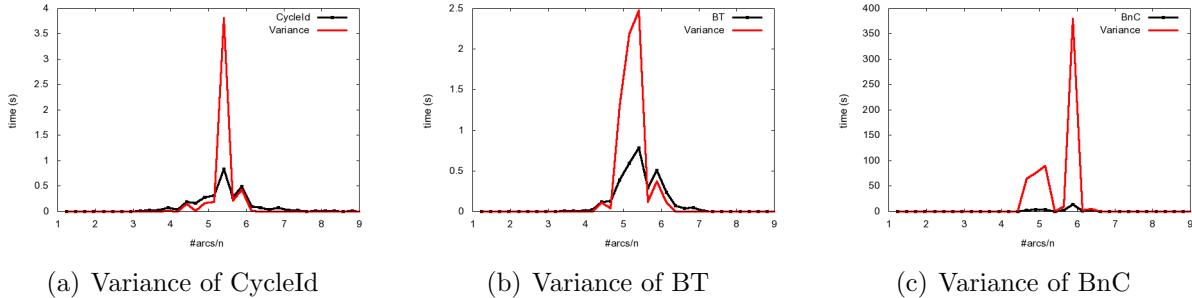 4
3.5
3
2.5
2
1.5
1
0.5
0
time (s)
CycleId
Variance
1 2 3 4 5 6 7 8 9
#arcs/n
(a) Variance of CycleId
2.5
2
1.5
1
0.5
0
time (s)
BT
Variance
1 2 3 4 5 6 7 8 9
#arcs/n
(b) Variance of BT
400
350
300
250
200
150
100
50
0
time (s)
BnC
Variance
1 2 3 4 5 6 7 8 9
#arcs/n
(c) Variance of BnC